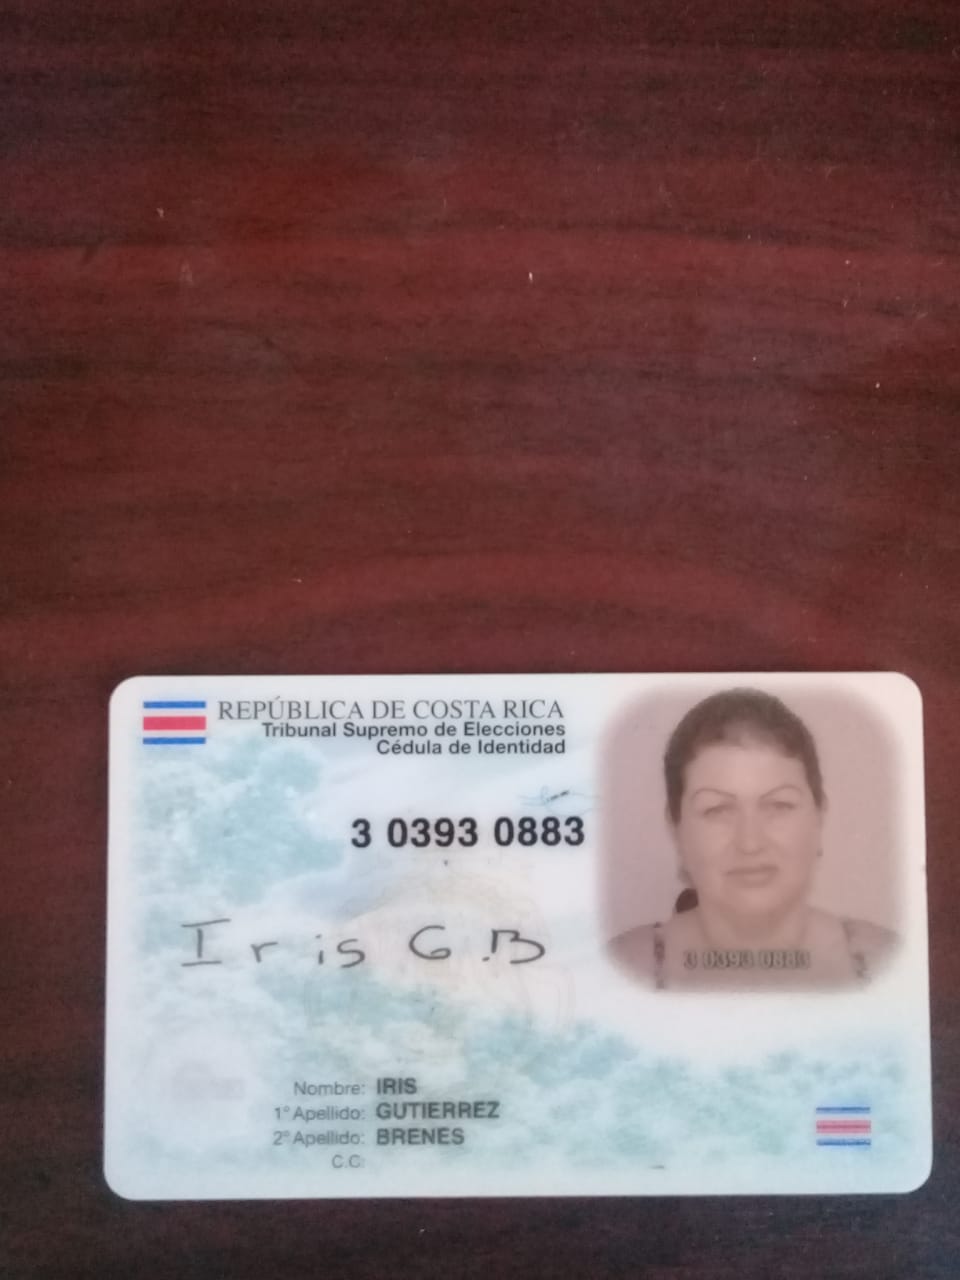 REPÚBLICA DE COSTA RICA
Tribunal Supremo de Elecciones
Cédula de Identidad
3 0393 0883
Iris G.B
3 0393 0883
Nombre: IRIS
1° Apellido: GUTIERREZ
2° Apellido: BRENES
C.C: